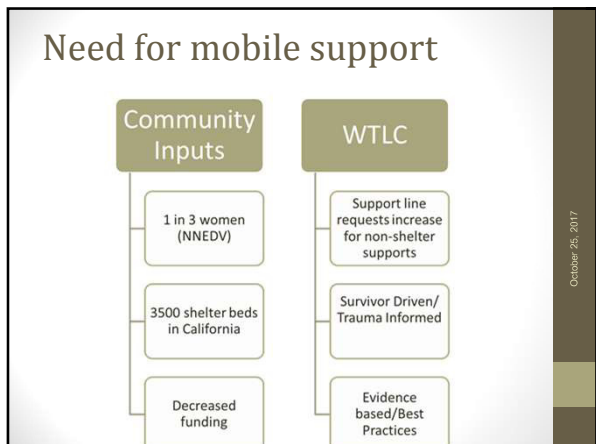 Need for mobile support
Community
Inputs
1 in 3 women
(NNEDV)
3500 shelter beds
in California
Decreased
funding
WTLC
Support line
requests increase
for non-shelter
supports
Survivor Driven/
Trauma Informed
Evidence
based/Best
Practices
October 25, 2017